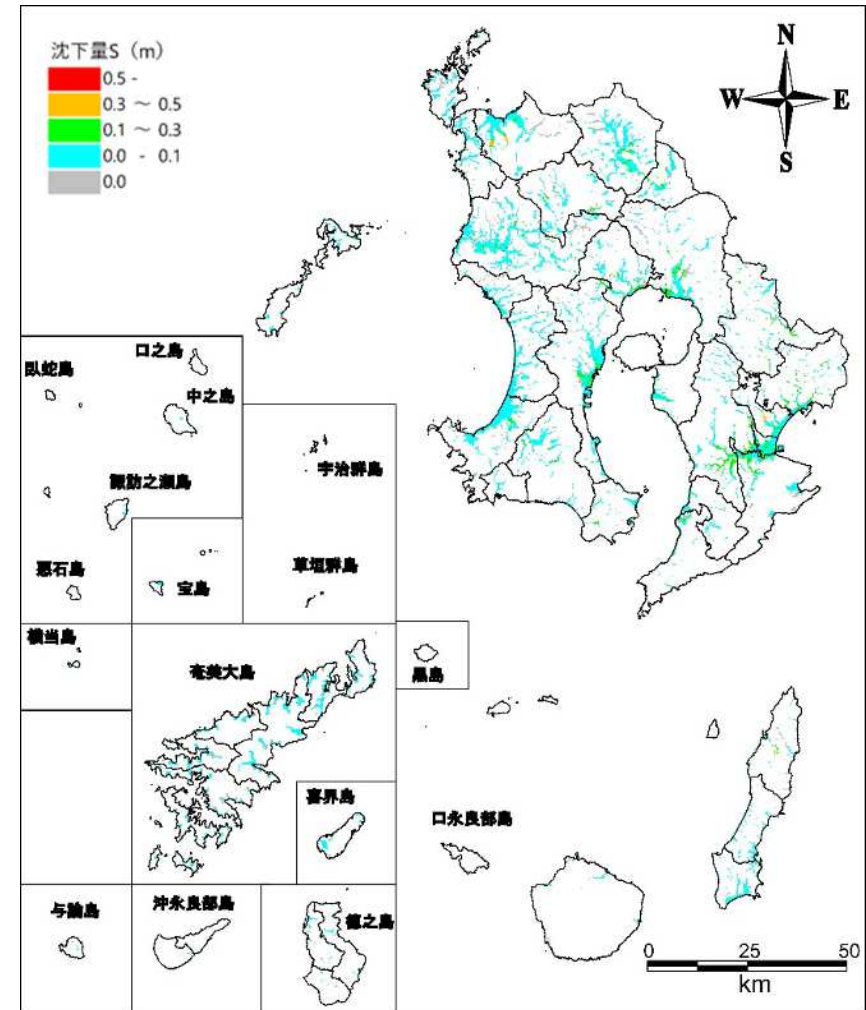 沈下量S（m）
0.5 -
0.3 ～ 0.5
0.1 ～ 0.3
0.0 - 0.1
0.0
N
W
E
S
口之島
臥蛇島
中之島
諏訪之瀬島
宇治群島
悪石島
宝島
草垣群島
横当島
奄美大島
黒島
喜界島
口永良部島
与論島
沖永良部島
徳之島
0 25 50
km